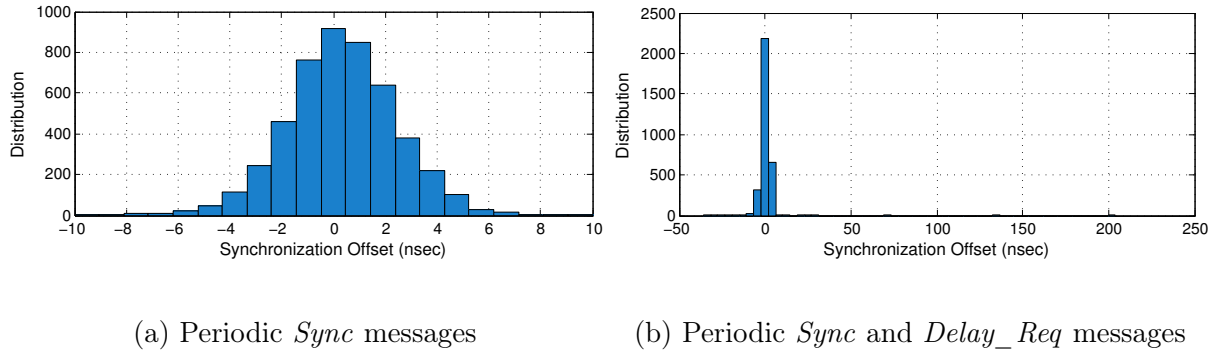 1000
800
600
400
200
0
Distribution
−10 −8 −6 −4 −2 0 2 4 6 8 10
Synchronization Offset (nsec)
(a) Periodic Sync messages
2500
2000
1500
1000
500
0
Distribution
−50 0 50 100 150 200 250
Synchronization Offset (nsec)
(b) Periodic Sync and Delay_Req messages